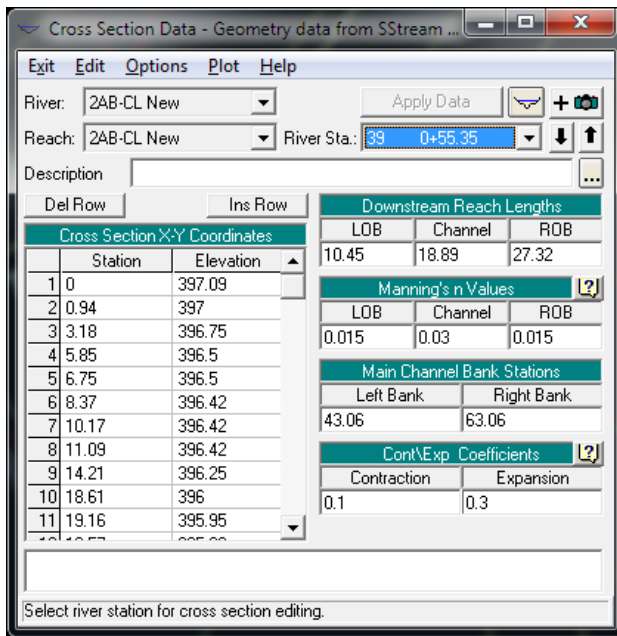 Cross Section Data - Geometry data from SStream ...
Exit Edit Options Plot Help
River: 2AB-CL New Apply Data +
Reach: 2AB-CL New River Sta.: 39 0+55.35
Description ...
Del Row Ins Row Downstream Reach Lengths
Cross Section X-Y Coordinates LOB Channel ROB
Station Elevation 10.45 18.89 27.32
1 0 397.09
2 0.94 397 Manning's n Values
3 3.18 396.75 LOB Channel ROB
4 5.85 396.5 0.015 0.03 0.015
5 6.75 396.5 Main Channel Bank Stations
6 8.37 396.42 Left Bank Right Bank
7 10.17 396.42 43.06 63.06
8 11.09 396.42 Cont\Exp Coefficients
9 14.21 396.25 Contraction Expansion
10 18.61 396 0.1 0.3
11 19.16 395.95
Select river station for cross section editing.